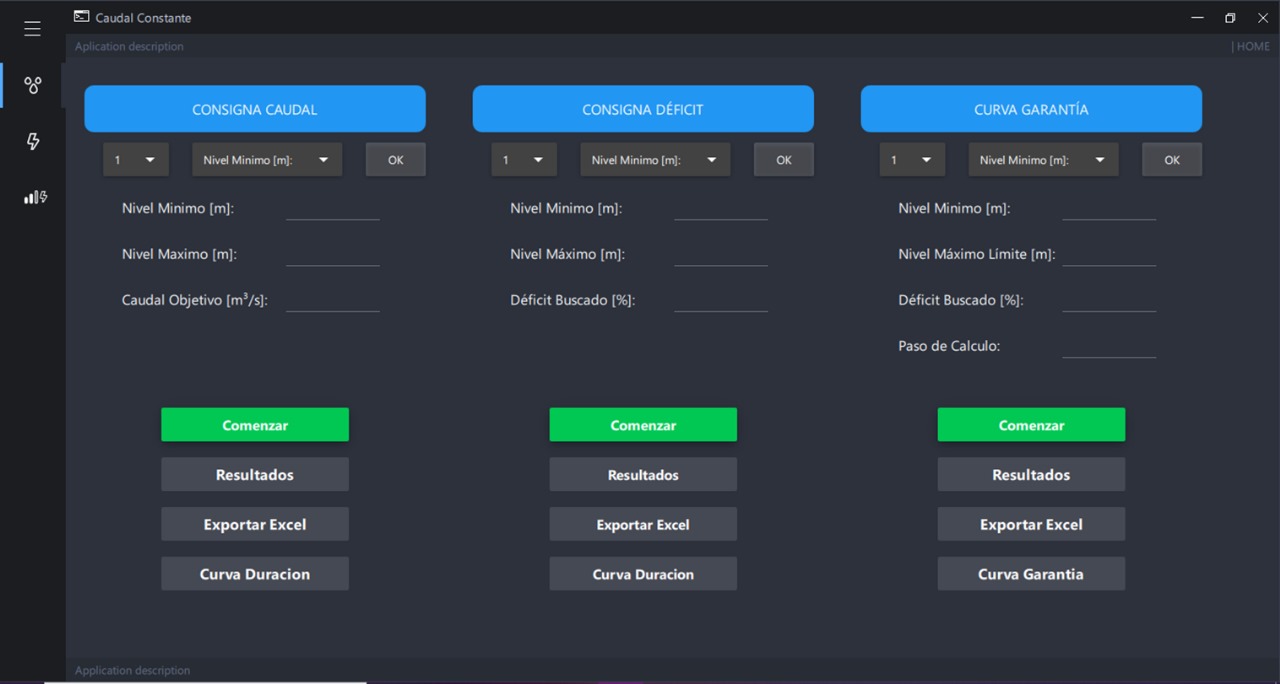 Caudal Constante
Aplication description
| HOME
CONSIGNA CAUDAL
1
Nivel Minimo [m]:
OK
Nivel Minimo [m]:
Nivel Maximo [m]:
Caudal Objetivo [m³/s]:
Comenzar
Resultados
Exportar Excel
Curva Duracion
CONSIGNA DÉFICIT
1
Nivel Minimo [m]:
OK
Nivel Minimo [m]:
Nivel Máximo [m]:
Déficit Buscado [%]:
Comenzar
Resultados
Exportar Excel
Curva Duracion
CURVA GARANTÍA
1
Nivel Minimo [m]:
OK
Nivel Minimo [m]:
Nivel Máximo Límite [m]:
Déficit Buscado [%]:
Paso de Calculo:
Comenzar
Resultados
Exportar Excel
Curva Garantia
Application description